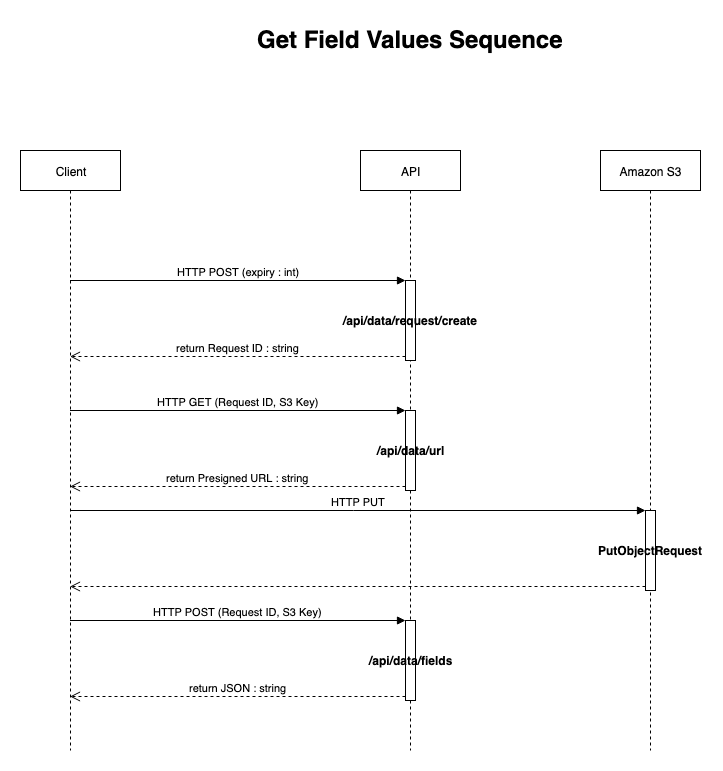 Get Field Values Sequence
Client
API
Amazon S3
HTTP POST (expiry : int)
/api/data/request/create
return Request ID : string
HTTP GET (Request ID, S3 Key)
/api/data/url
return Presigned URL : string
HTTP PUT
PutObjectRequest
HTTP POST (Request ID, S3 Key)
/api/data/fields
return JSON : string